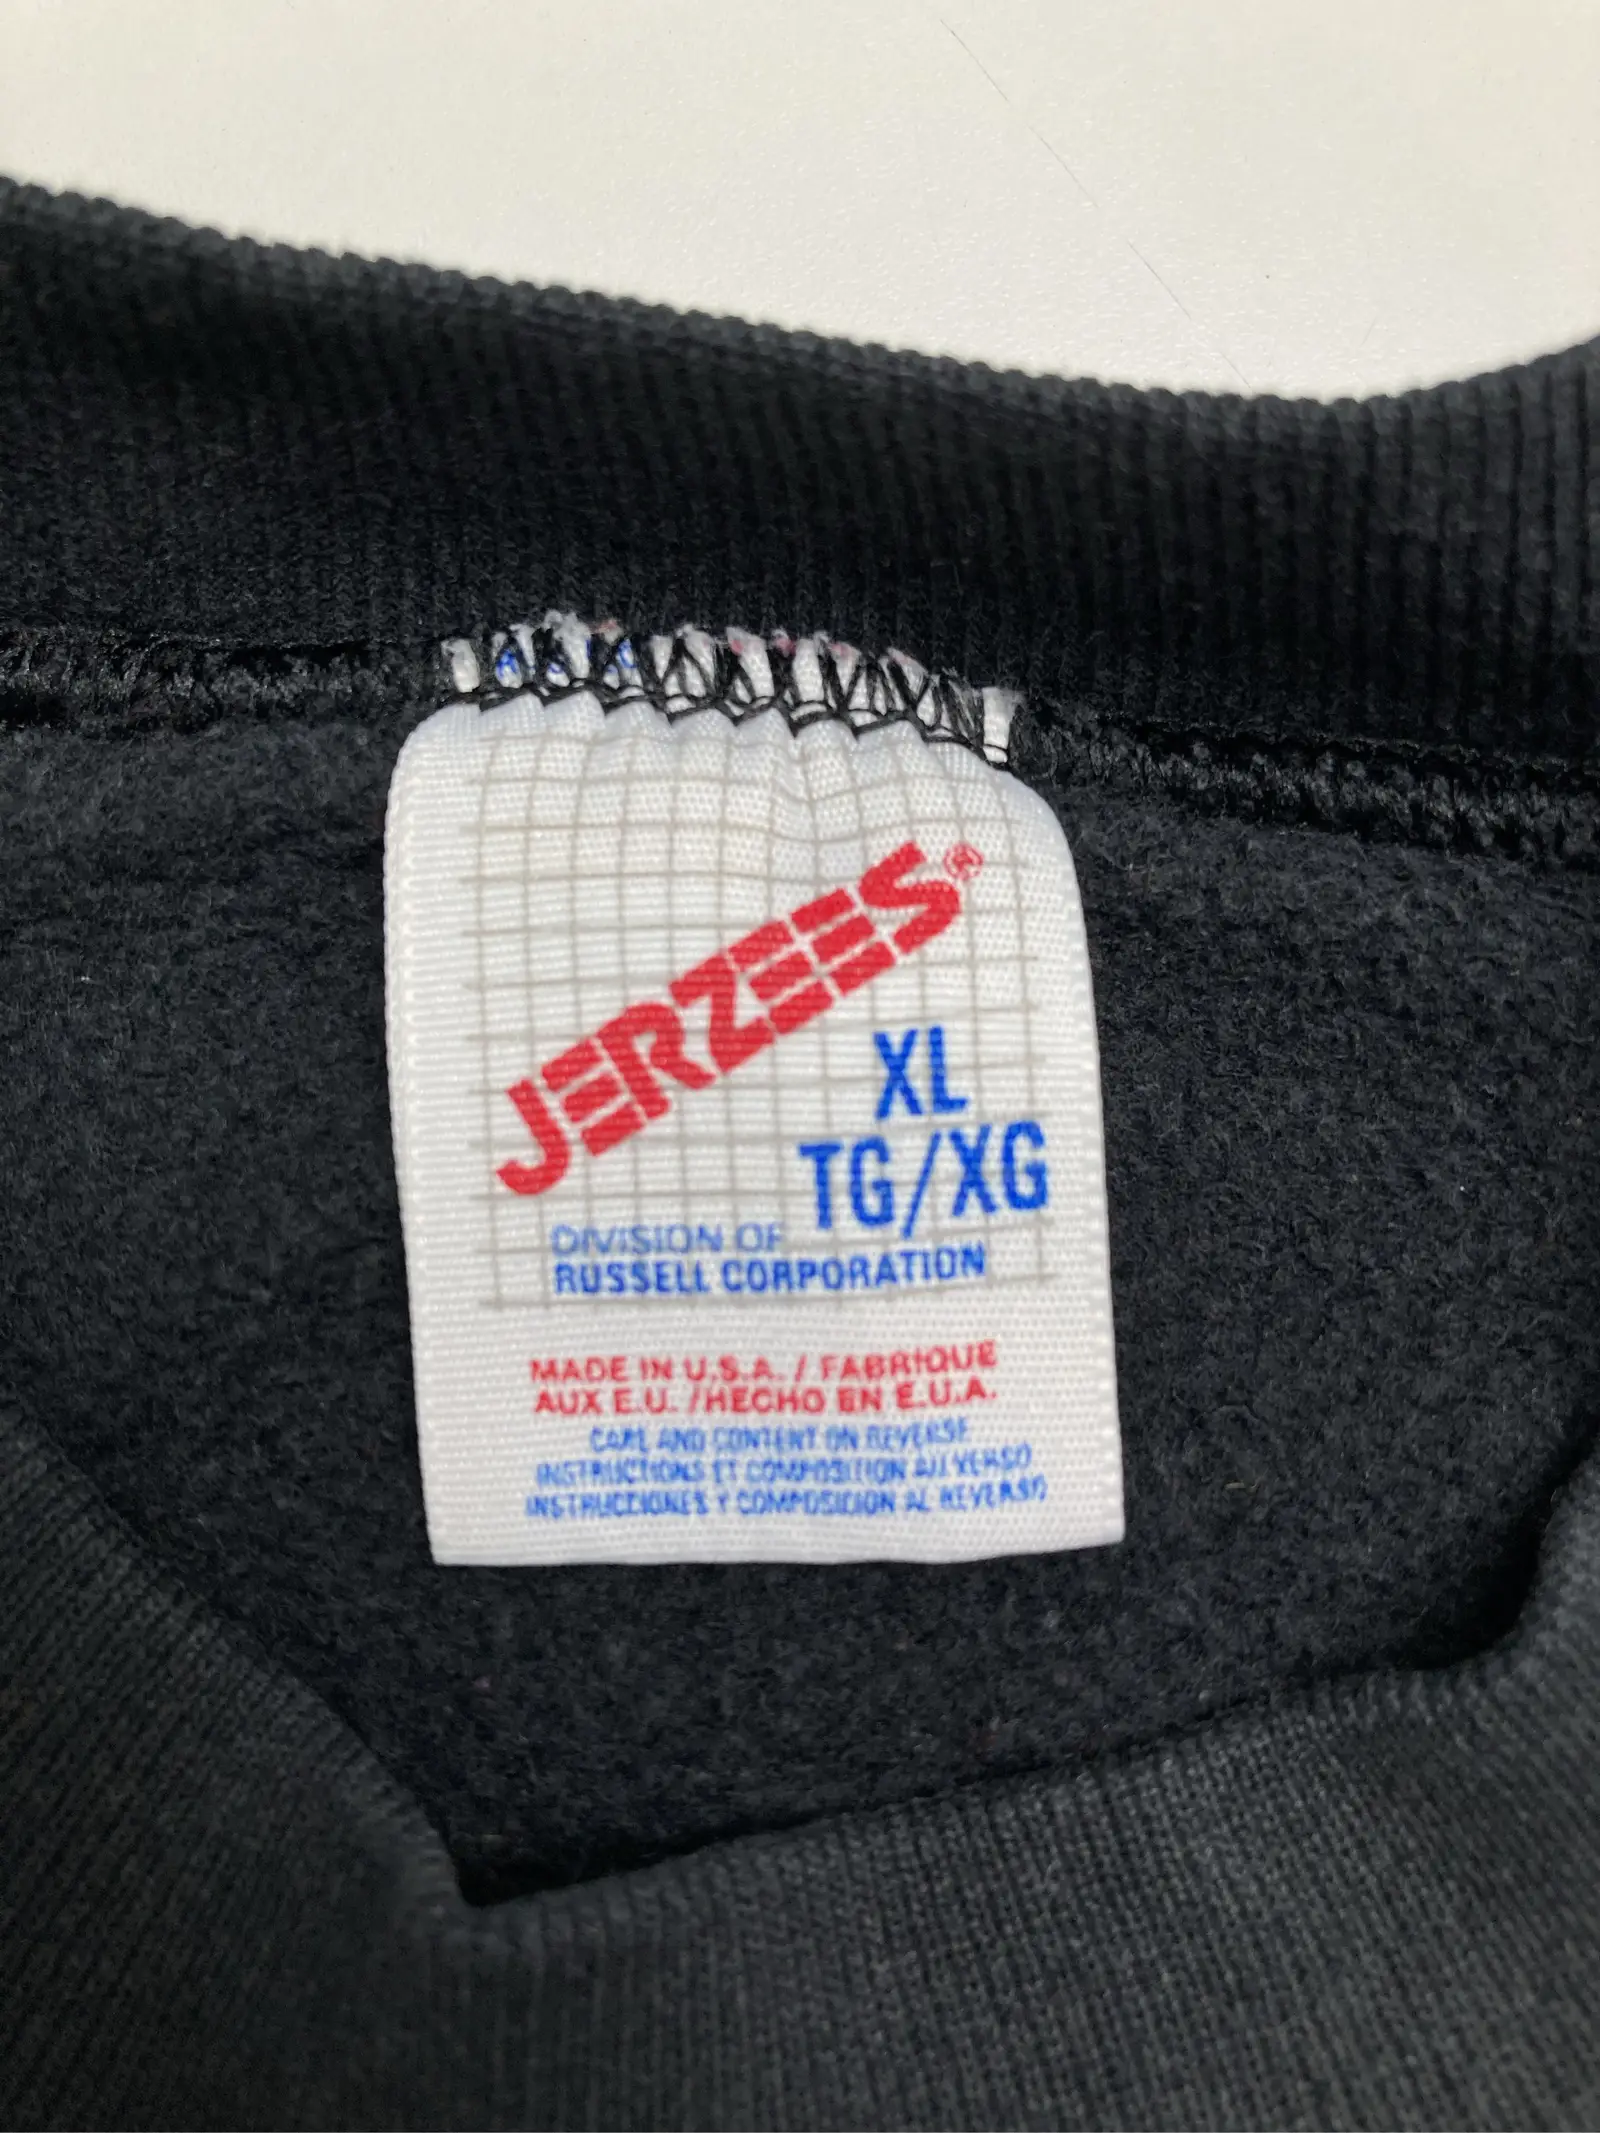 JERZEES®
XL
TG/XG
DIVISION OF
RUSSELL CORPORATION
MADE IN U.S.A. / FABRIQUE
AUX E.U. /HECHO EN E.U.A.
CARE AND CONTENT ON REVERSE
INSTRUCTIONS ET COMPOSITION AU VERSO
INSTRUCCIONES Y COMPOSICION AL REVERSO